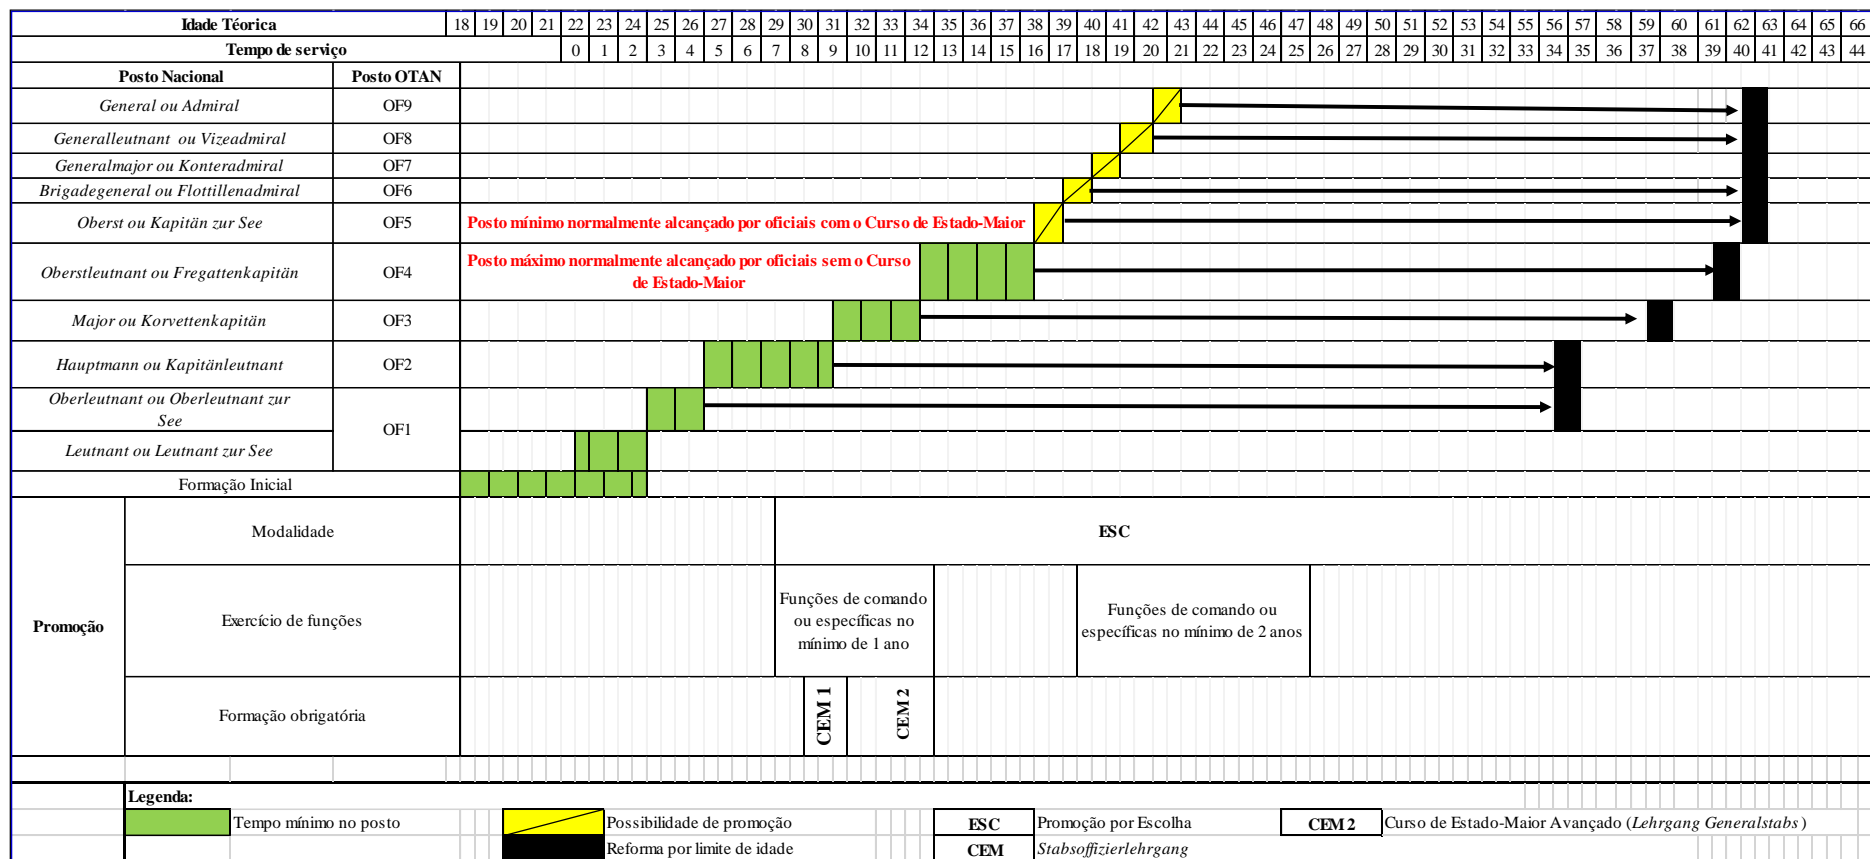 Idade Téorica 18 19 20 21 22 23 24 25 26 27 28 29 30 31 32 33 34 35 36 37 38 39 40 41 42 43 44 45 46 47 48 49 50 51 52 53 54 55 56 57 58 59 60 61 62 63 64 65 66
Tempo de serviço 0 1 2 3 4 5 6 7 8 9 10 11 12 13 14 15 16 17 18 19 20 21 22 23 24 25 26 27 28 29 30 31 32 33 34 35 36 37 38 39 40 41 42 43 44
Posto Nacional Posto OTAN
General ou Admiral OF9
Generalleutnant ou Vizeadmiral OF8
Generalmajor ou Konteradmiral OF7
Brigadegeneral ou Flottillenadmiral OF6
Oberst ou Kapitän zur See OF5 Posto mínimo normalmente alcançado por oficiais com o Curso de Estado-Maior
Oberstleutnant ou Fregattenkapitän OF4 Posto máximo normalmente alcançado por oficiais sem o Curso
de Estado-Maior
Major ou Korvettenkapitän OF3
Hauptmann ou Kapitänleutnant OF2
Oberleutnant ou Oberleutnant zur
See
OF1
Leutnant ou Leutnant zur See
Formação Inicial
Promoção
Modalidade ESC
Exercício de funções
Funções de comando
ou específicas no
mínimo de 1 ano
Funções de comando ou
específicas no mínimo de 2 anos
Formação obrigatória CEM 1 CEM 2
Legenda:
Tempo mínimo no posto Possibilidade de promoção ESC Promoção por Escolha CEM 2 Curso de Estado-Maior Avançado (Lehrgang Generalstabs)
Reforma por limite de idade CEM Stabsoffizierlehrgang